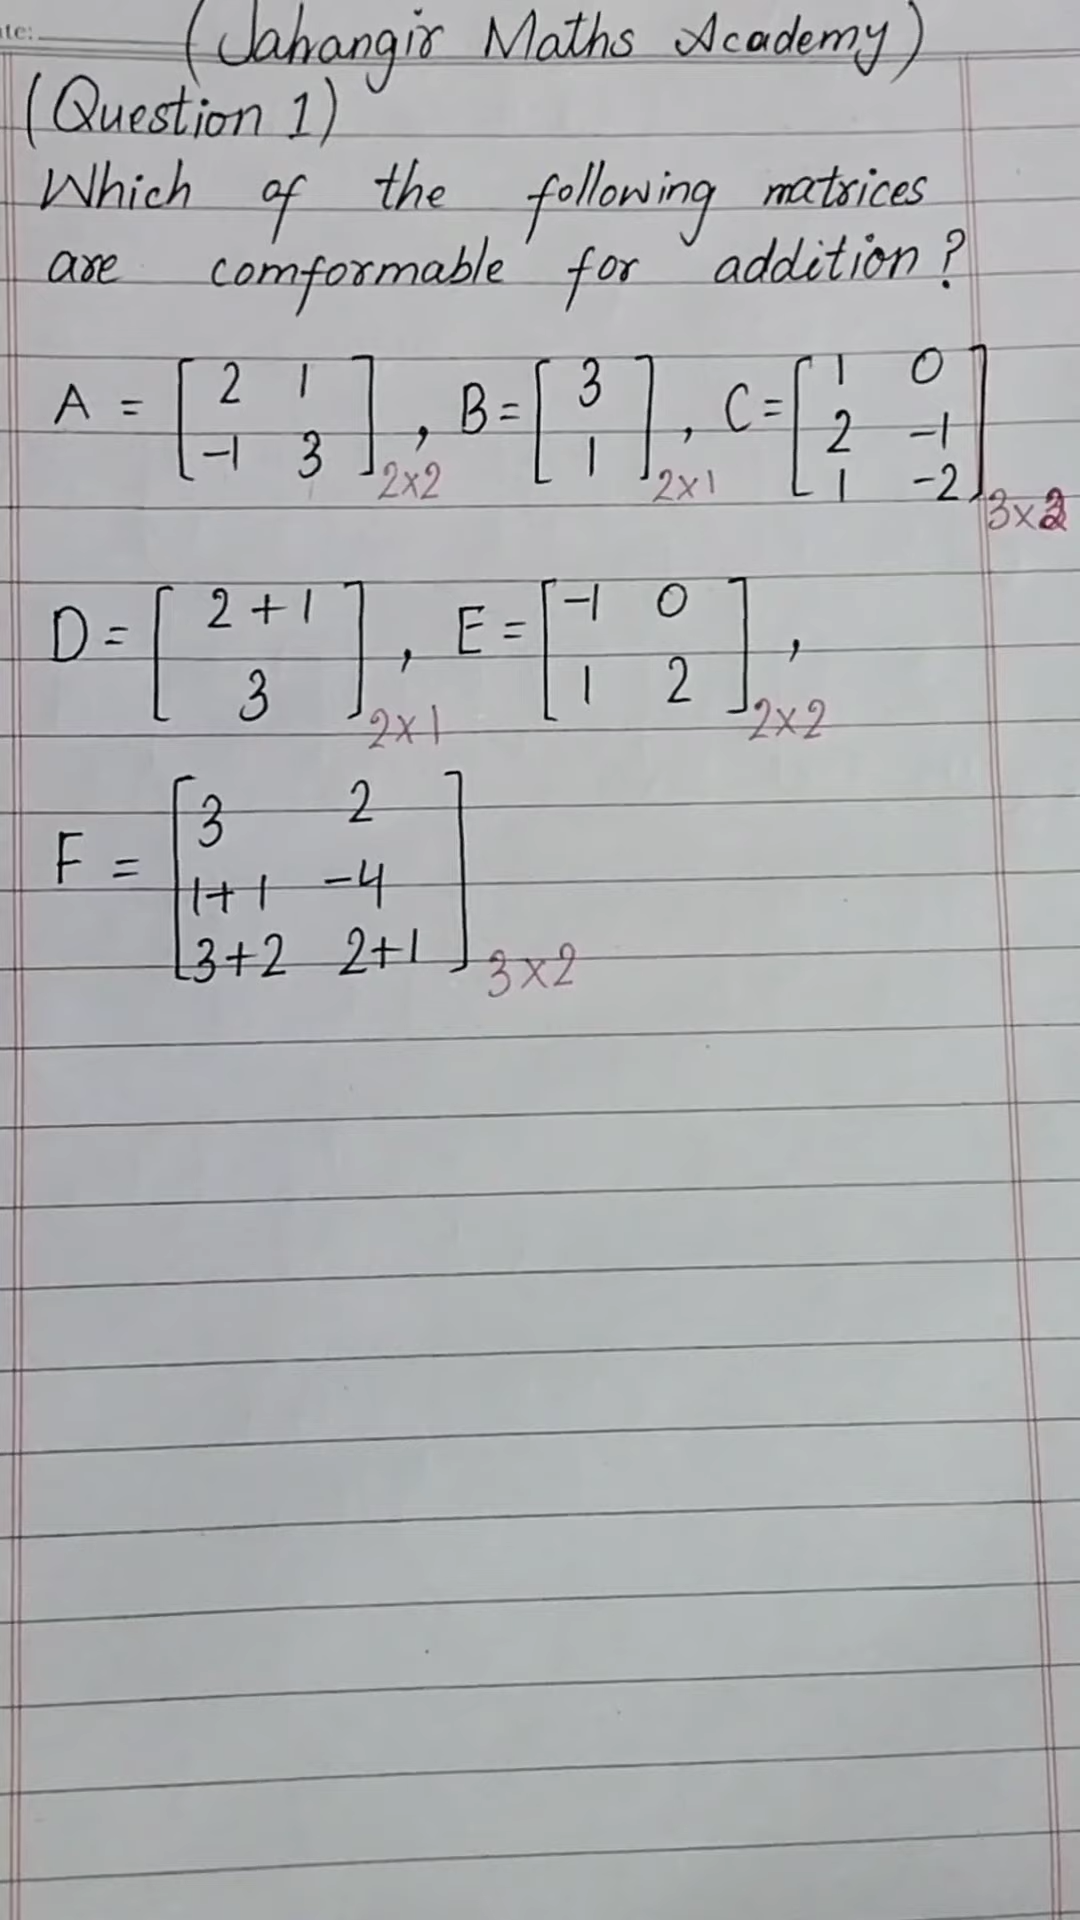 te:
(Jahangir Maths Academy)
(Question 1)
Which of the following matrices
are comformable for addition?
A = [2 1
-1 3]2×2, B = [3
1]2×1, C = [1 0
2 -1
1 -2]3×2
D = [2+1
3]2×1, E = [-1 0
1 2]2×2,
F = [3 2
1+1 -4
3+2 2+1]3×2